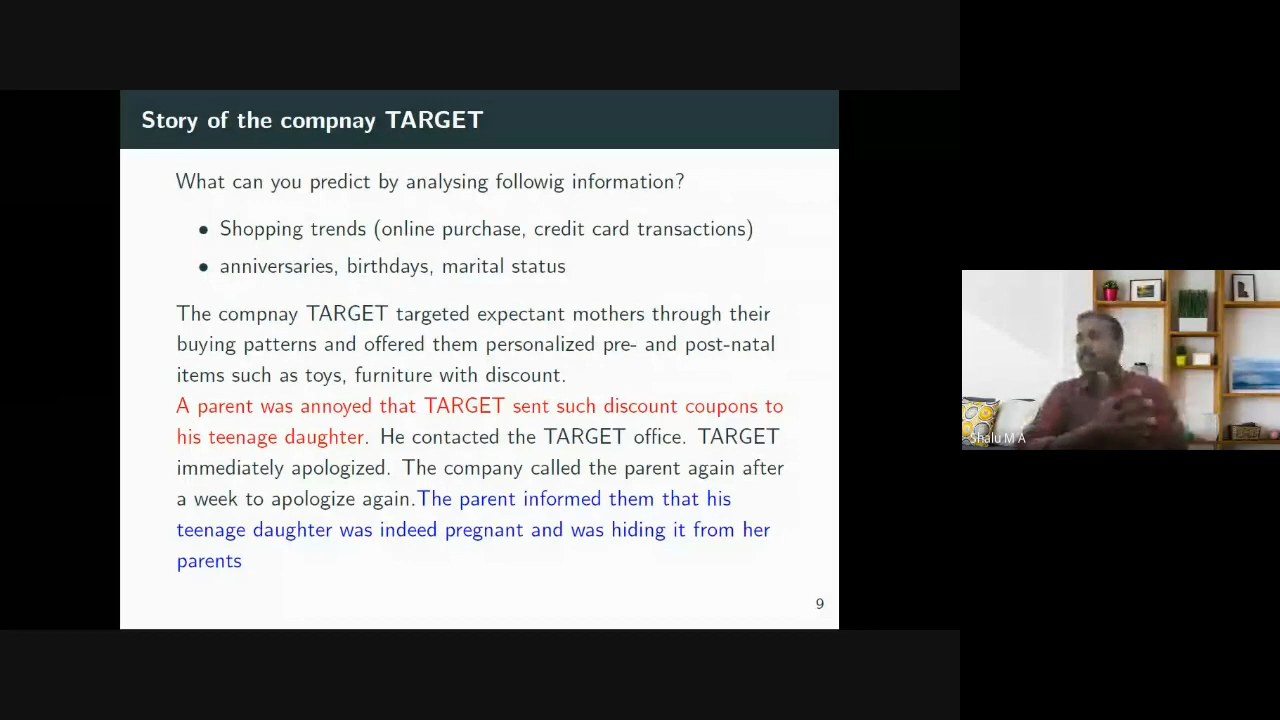 Story of the compnay TARGET
What can you predict by analysing followig information?
• Shopping trends (online purchase, credit card transactions)
• anniversaries, birthdays, marital status
The compnay TARGET targeted expectant mothers through their
buying patterns and offered them personalized pre- and post-natal
items such as toys, furniture with discount.
A parent was annoyed that TARGET sent such discount coupons to
his teenage daughter. He contacted the TARGET office. TARGET
immediately apologized. The company called the parent again after
a week to apologize again.The parent informed them that his
teenage daughter was indeed pregnant and was hiding it from her
parents
9
Shalu M A